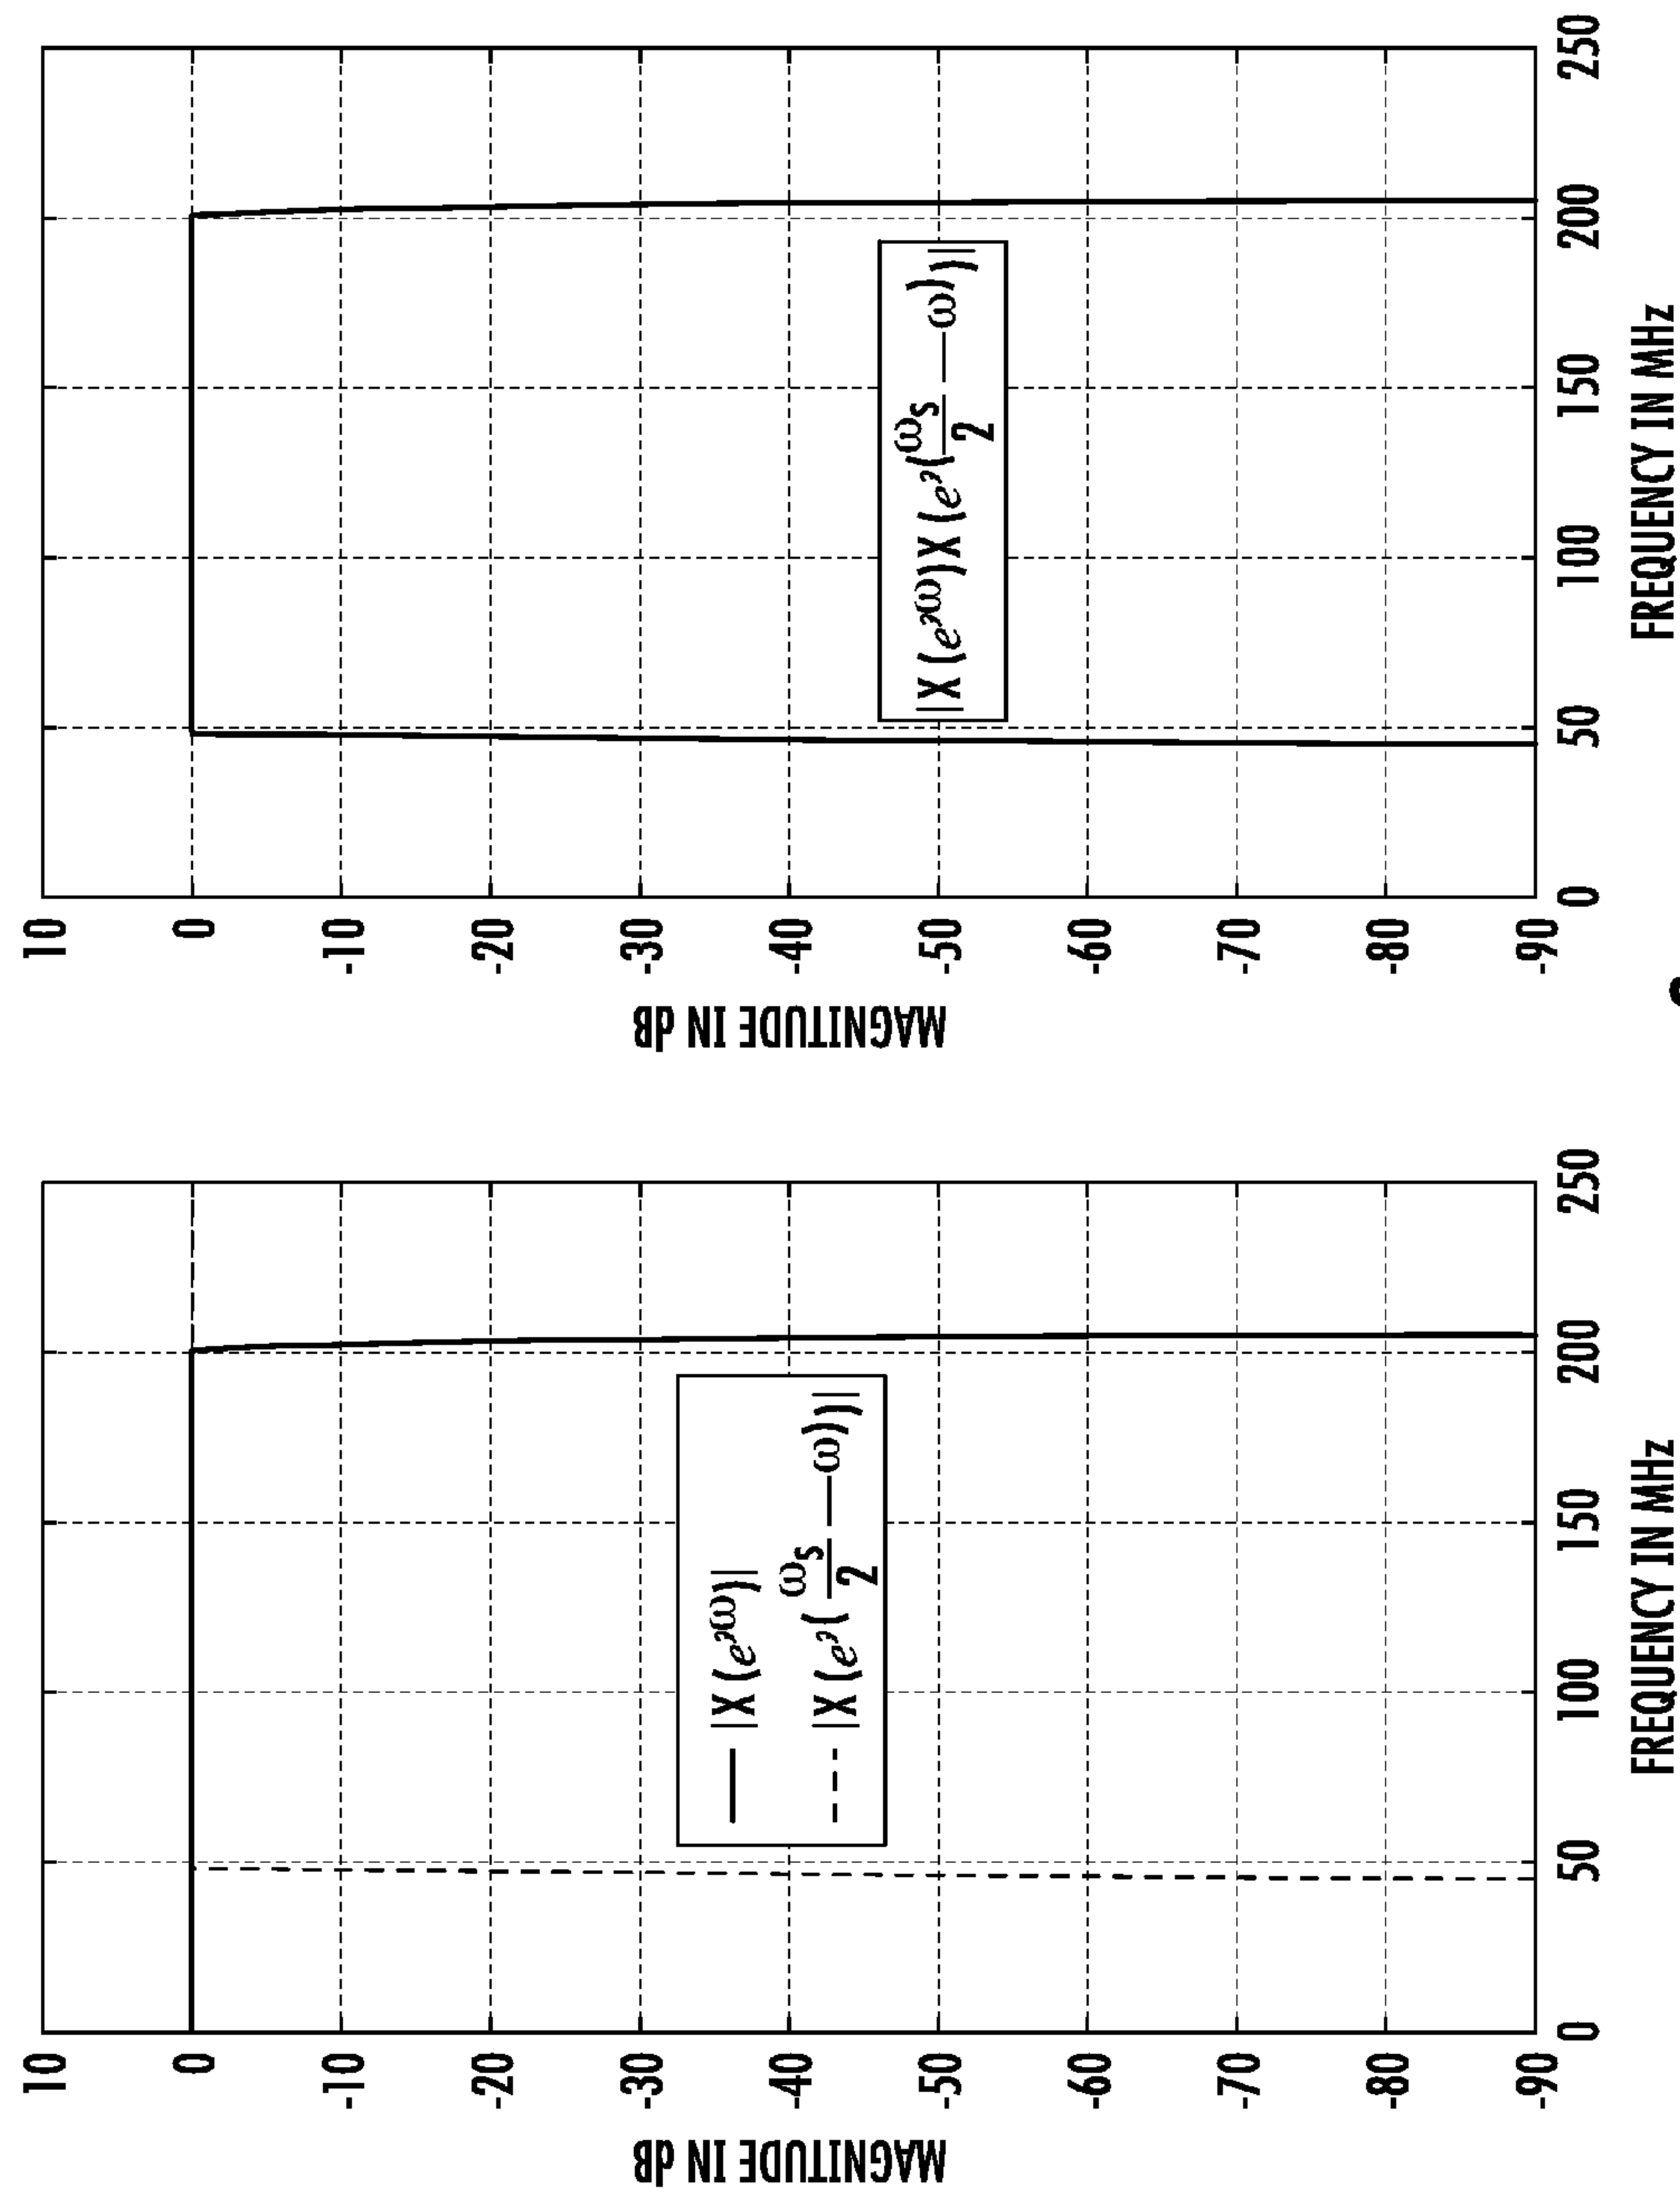 10
0
-10
-20
-30
-40
-50
-60
-70
-80
-90
MAGNITUDE IN dB
|X (e^jω)|
|X (e^j(ωs/2 — ω))|
0 50 100 150 200 250
FREQUENCY IN MHz
10
0
-10
-20
-30
-40
-50
-60
-70
-80
-90
MAGNITUDE IN dB
|X (e^jω)X (e^j(ωs/2 — ω))|
0 50 100 150 200 250
FREQUENCY IN MHz